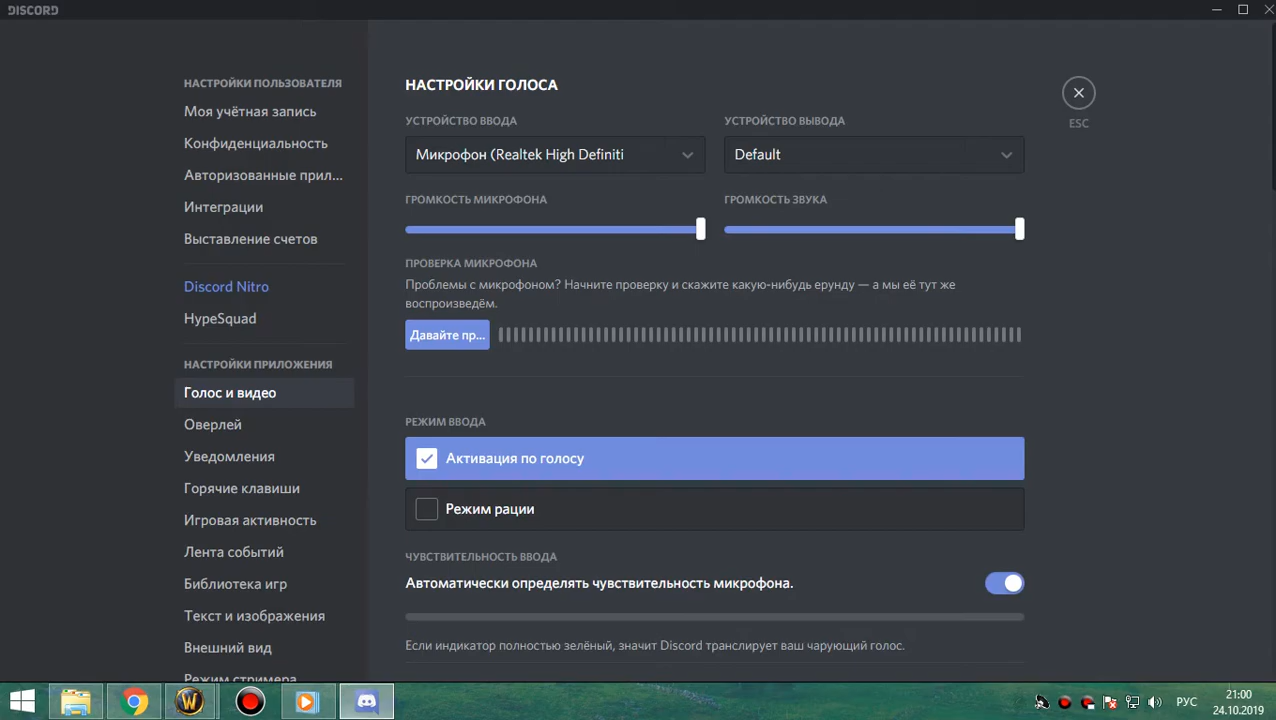 DISCORD
НАСТРОЙКИ ПОЛЬЗОВАТЕЛЯ
Моя учётная запись
Конфиденциальность
Авторизованные прил...
Интеграции
Выставление счетов
Discord Nitro
HypeSquad
НАСТРОЙКИ ПРИЛОЖЕНИЯ
Голос и видео
Оверлей
Уведомления
Горячие клавиши
Игровая активность
Лента событий
Библиотека игр
Текст и изображения
Внешний вид
Режим стримера
НАСТРОЙКИ ГОЛОСА
УСТРОЙСТВО ВВОДА
УСТРОЙСТВО ВЫВОДА
Микрофон (Realtek High Definiti
Default
ГРОМКОСТЬ МИКРОФОНА
ГРОМКОСТЬ ЗВУКА
ПРОВЕРКА МИКРОФОНА
Проблемы с микрофоном? Начните проверку и скажите какую-нибудь ерунду — а мы её тут же
воспроизведём.
Давайте пр...
РЕЖИМ ВВОДА
Активация по голосу
Режим рации
ЧУВСТВИТЕЛЬНОСТЬ ВВОДА
Автоматически определять чувствительность микрофона.
Если индикатор полностью зелёный, значит Discord транслирует ваш чарующий голос.
ESC
РУС
21:00
24.10.2019